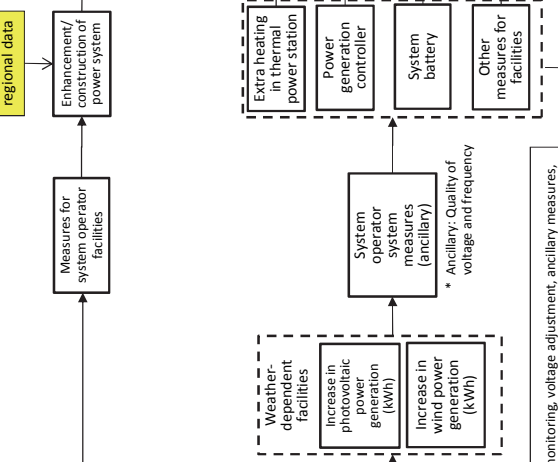 regional data
Enhancement/
construction of
power system
Measures for
system operator
facilities
Extra heating
in thermal
power station
Power
generation
controller
System
battery
Other
measures for
facilities
System
operator
system
measures
(ancillary)
* Ancillary: Quality of
voltage and frequency
Weather-
dependent
facilities
Increase in
photovoltaic
power
generation
(kWh)
Increase in
wind power
generation
(kWh)
voltage adjustment, ancillary measures,